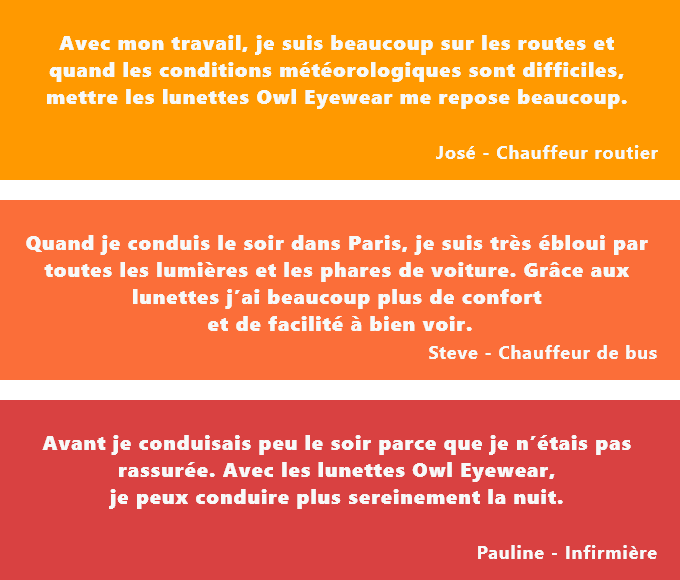 Avec mon travail, je suis beaucoup sur les routes et
quand les conditions météorologiques sont difficiles,
mettre les lunettes Owl Eyewear me repose beaucoup.
José - Chauffeur routier
Quand je conduis le soir dans Paris, je suis très ébloui par
toutes les lumières et les phares de voiture. Grâce aux
lunettes j’ai beaucoup plus de confort
et de facilité à bien voir.
Steve - Chauffeur de bus
Avant je conduisais peu le soir parce que je n’étais pas
rassurée. Avec les lunettes Owl Eyewear,
je peux conduire plus sereinement la nuit.
Pauline - Infirmière